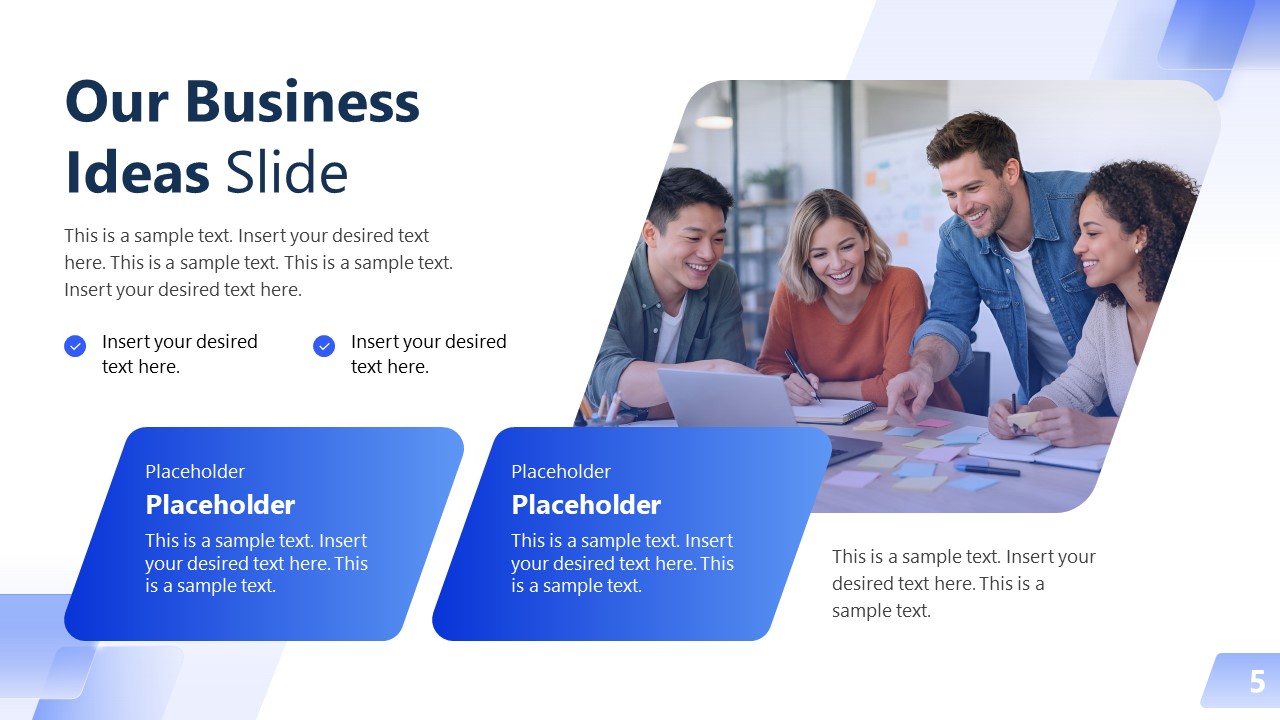 Our Business
Ideas Slide
This is a sample text. Insert your desired text
here. This is a sample text. This is a sample text.
Insert your desired text here.
Insert your desired
text here.
Insert your desired
text here.
Placeholder
Placeholder
This is a sample text. Insert
your desired text here. This
is a sample text.
Placeholder
Placeholder
This is a sample text. Insert
your desired text here. This
is a sample text.
This is a sample text. Insert your
desired text here. This is a
sample text.
5